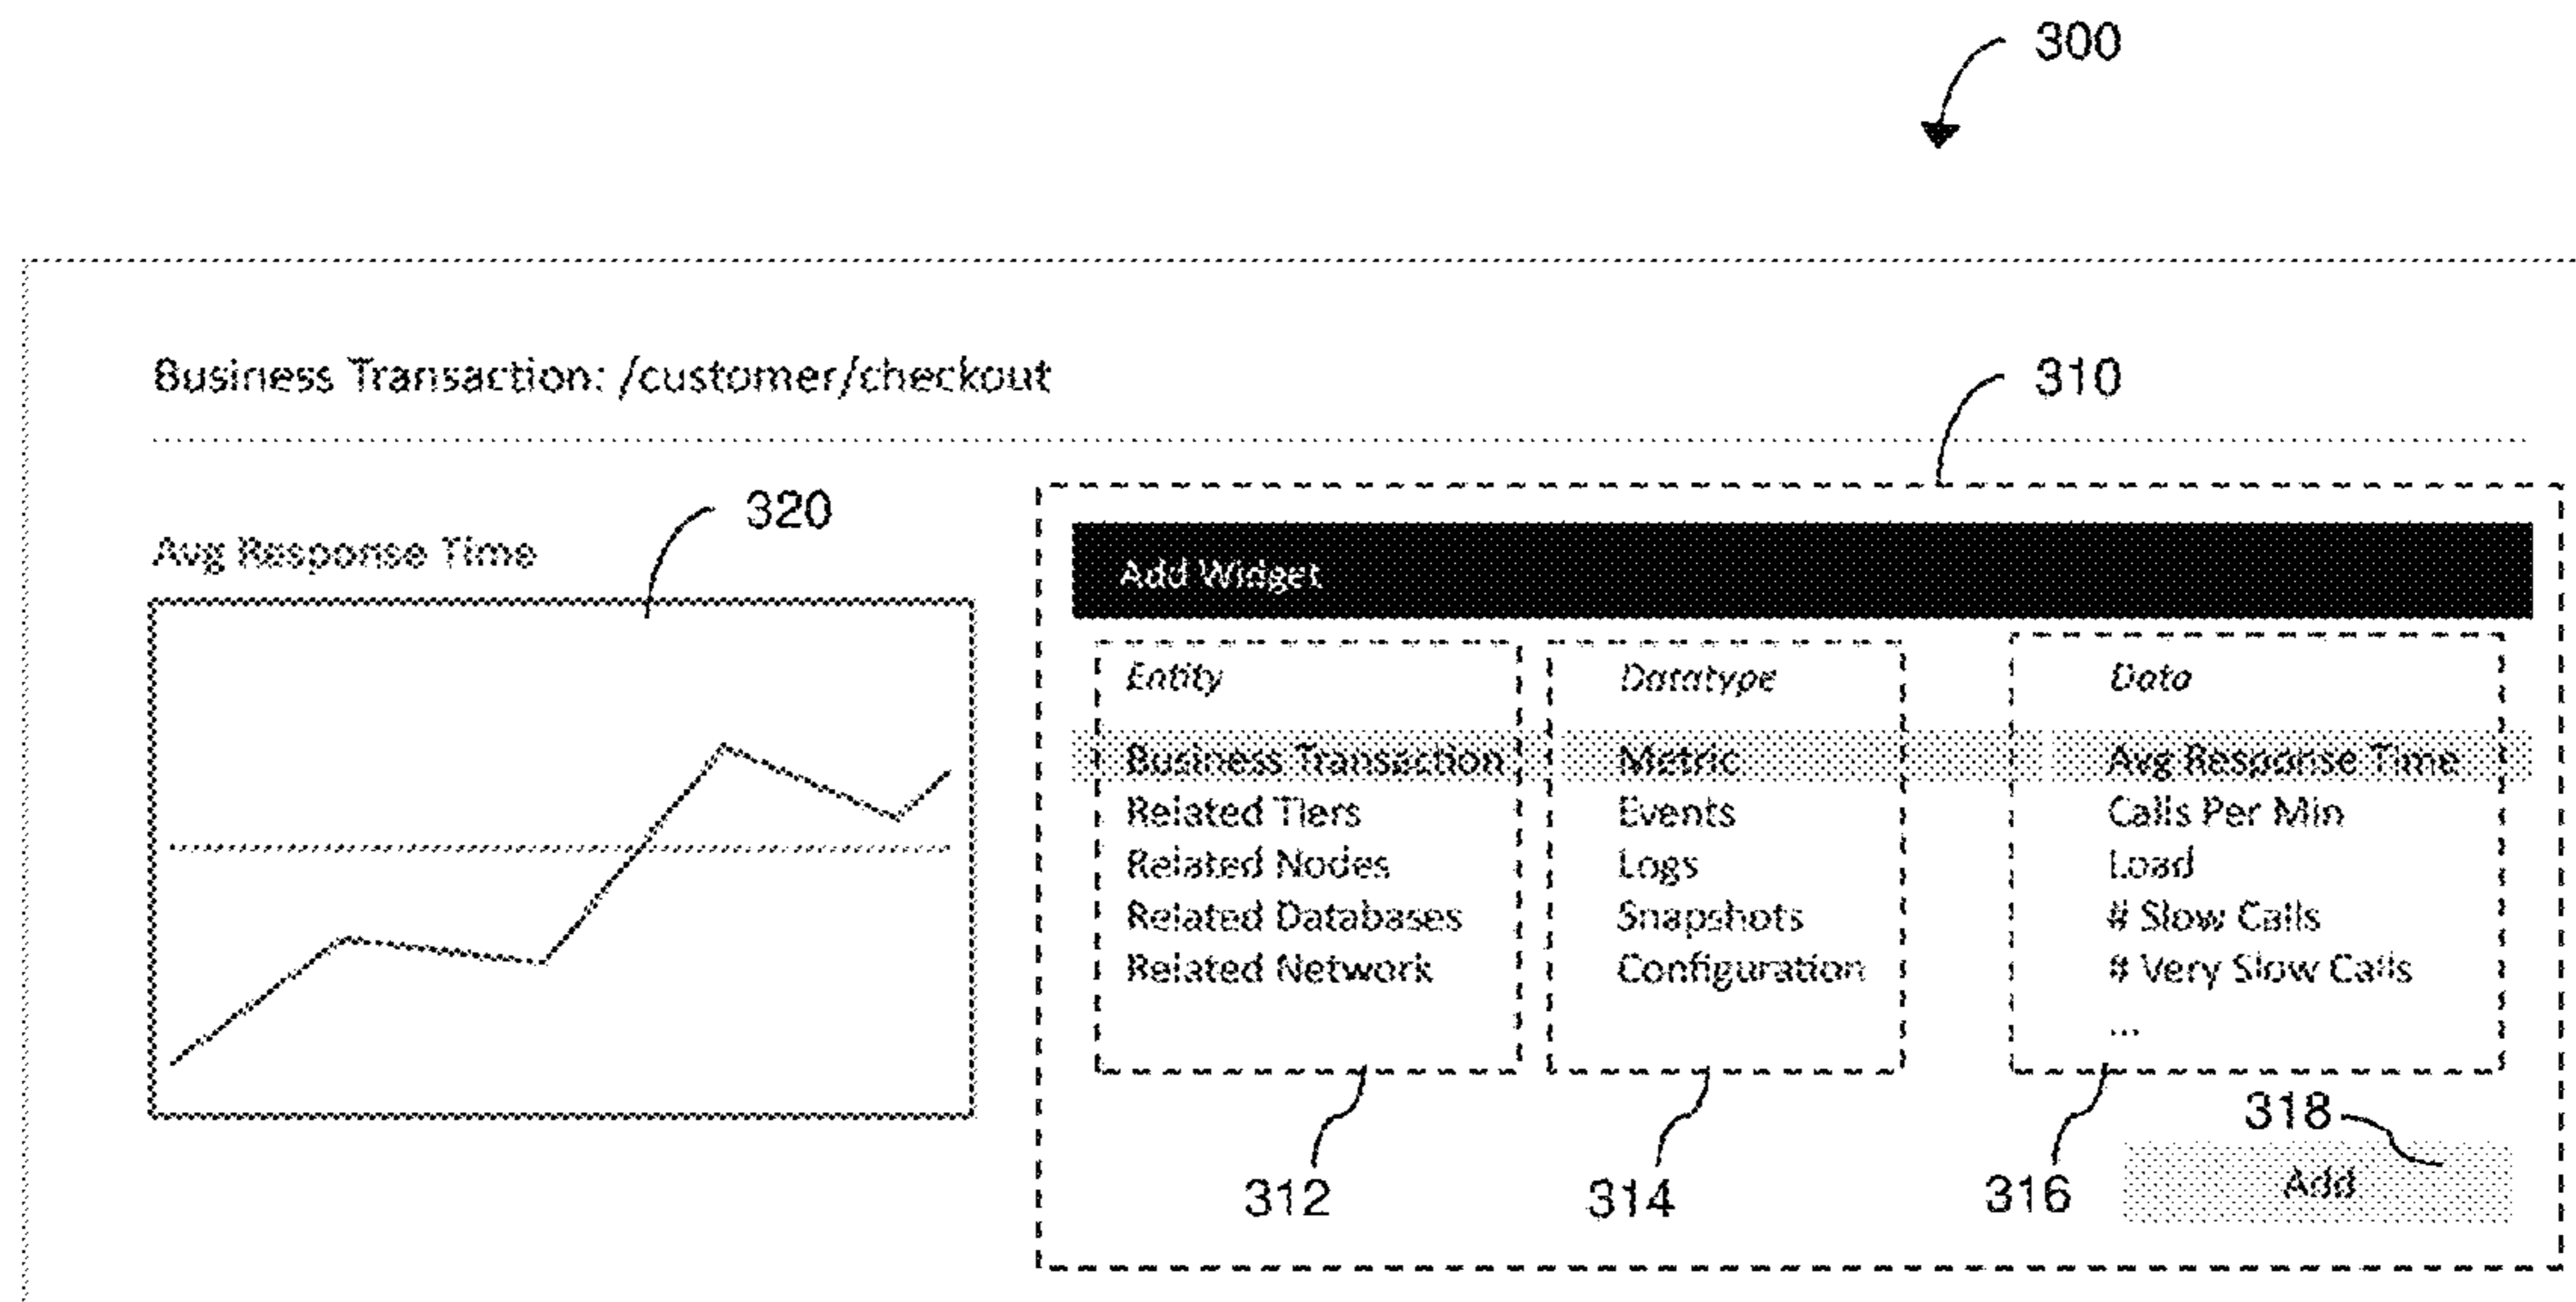 300
Business Transaction: /customer/checkout
310
320
Avg Response Time
Add Widget
Entity Datatype Data
Business Transaction Metric Avg Response Time
Related Tiers Events Calls Per Min
Related Nodes Logs Load
Related Databases Snapshots # Slow Calls
Related Network Configuration # Very Slow Calls
...
318
312 314 316 Add